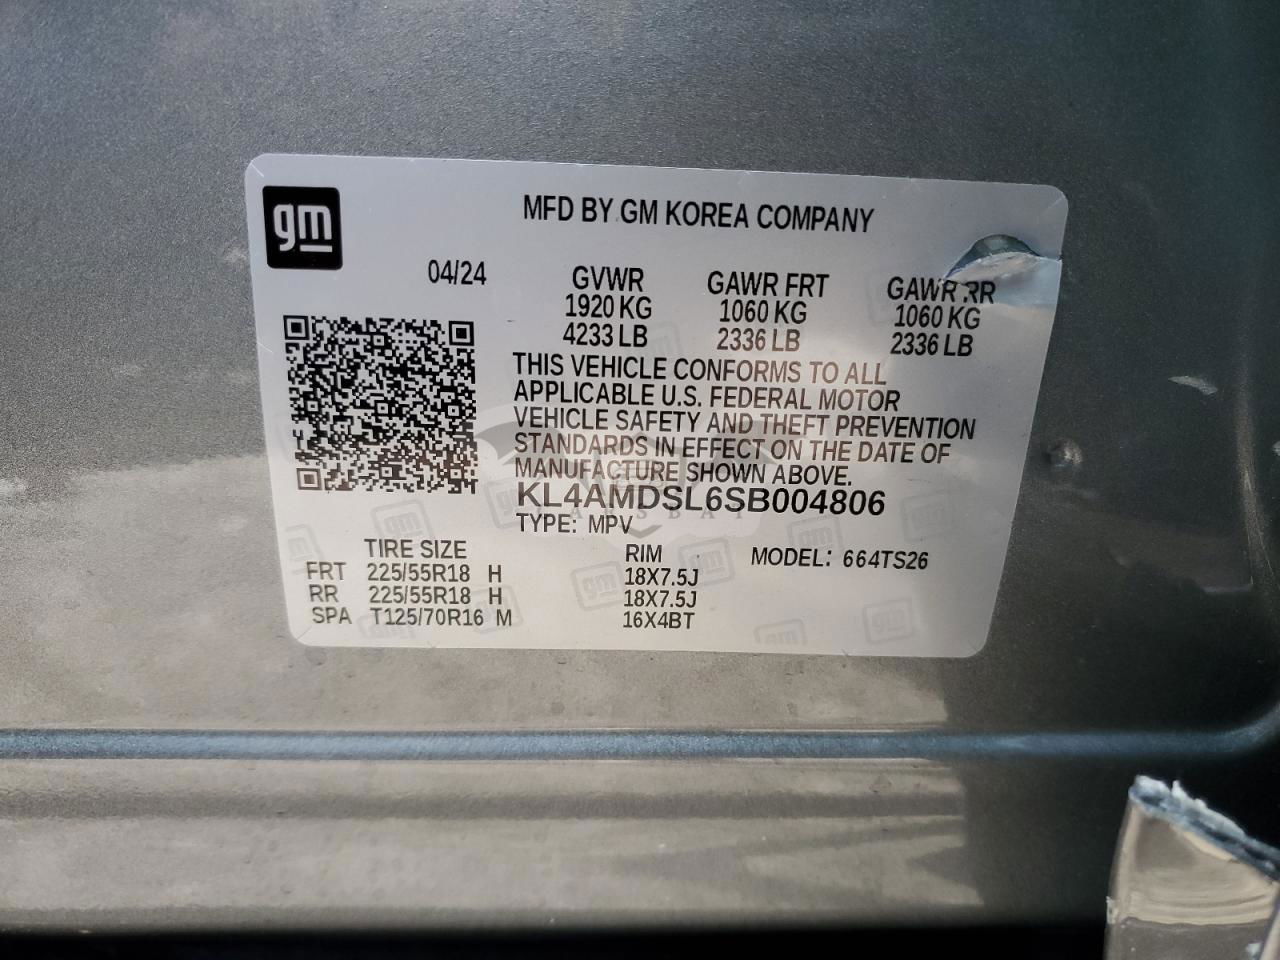 gm
MFD BY GM KOREA COMPANY
04/24
GVWR GAWR FRT GAWR RR
1920 KG 1060 KG 1060 KG
4233 LB 2336 LB 2336 LB
THIS VEHICLE CONFORMS TO ALL
APPLICABLE U.S. FEDERAL MOTOR
VEHICLE SAFETY AND THEFT PREVENTION
STANDARDS IN EFFECT ON THE DATE OF
MANUFACTURE SHOWN ABOVE.
KL4AMDSL6SB004806
TYPE: MPV
TIRE SIZE RIM MODEL: 664TS26
FRT 225/55R18 H 18X7.5J
RR 225/55R18 H 18X7.5J
SPA T125/70R16 M 16X4BT